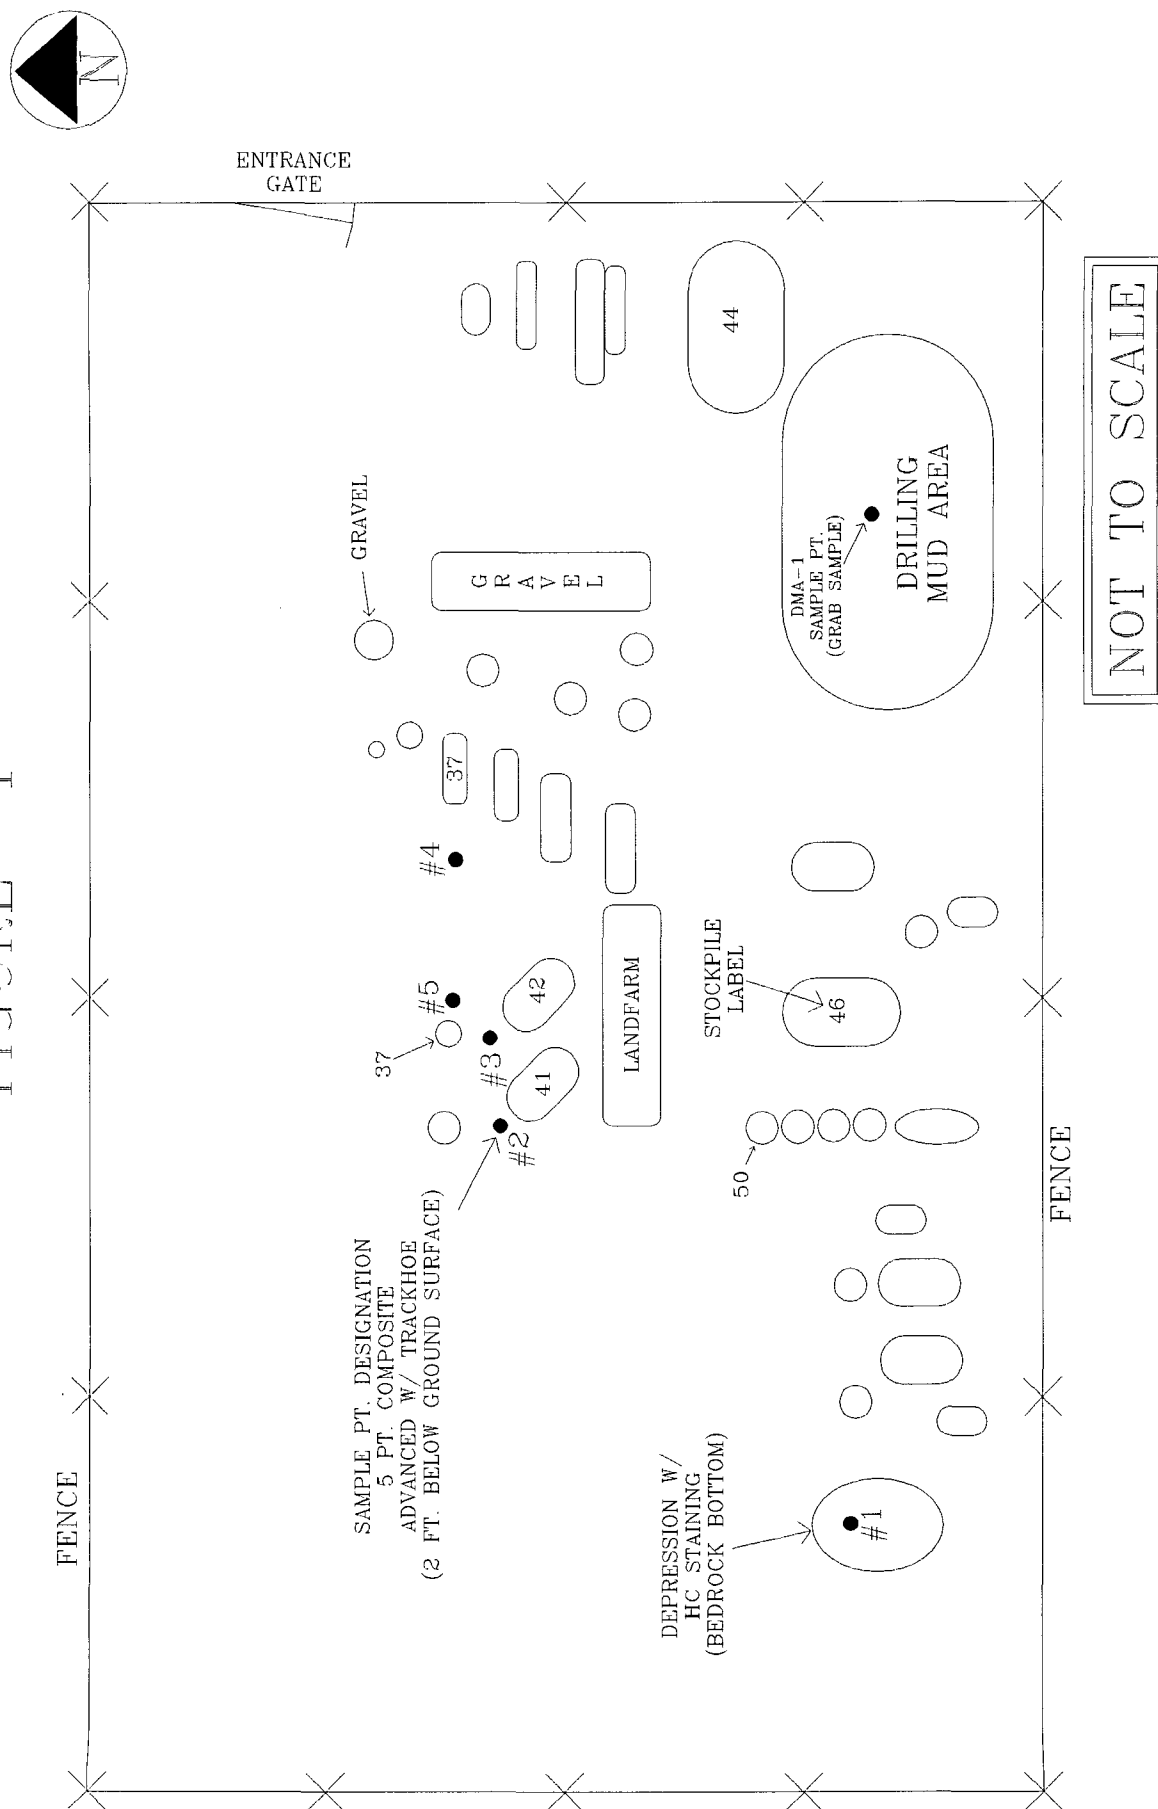 N
ENTRANCE
GATE
FENCE
GRAVEL
GRAVEL
44
DMA-1
SAMPLE PT.
(GRAB SAMPLE)
DRILLING
MUD AREA
37
#4
#5
37
#3
42
41
#2
SAMPLE PT. DESIGNATION
5 PT. COMPOSITE
ADVANCED W/ TRACKHOE
(2 FT. BELOW GROUND SURFACE)
LANDFARM
STOCKPILE
LABEL
46
50
DEPRESSION W/
HC STAINING
(BEDROCK BOTTOM)
#1
FENCE
NOT TO SCALE